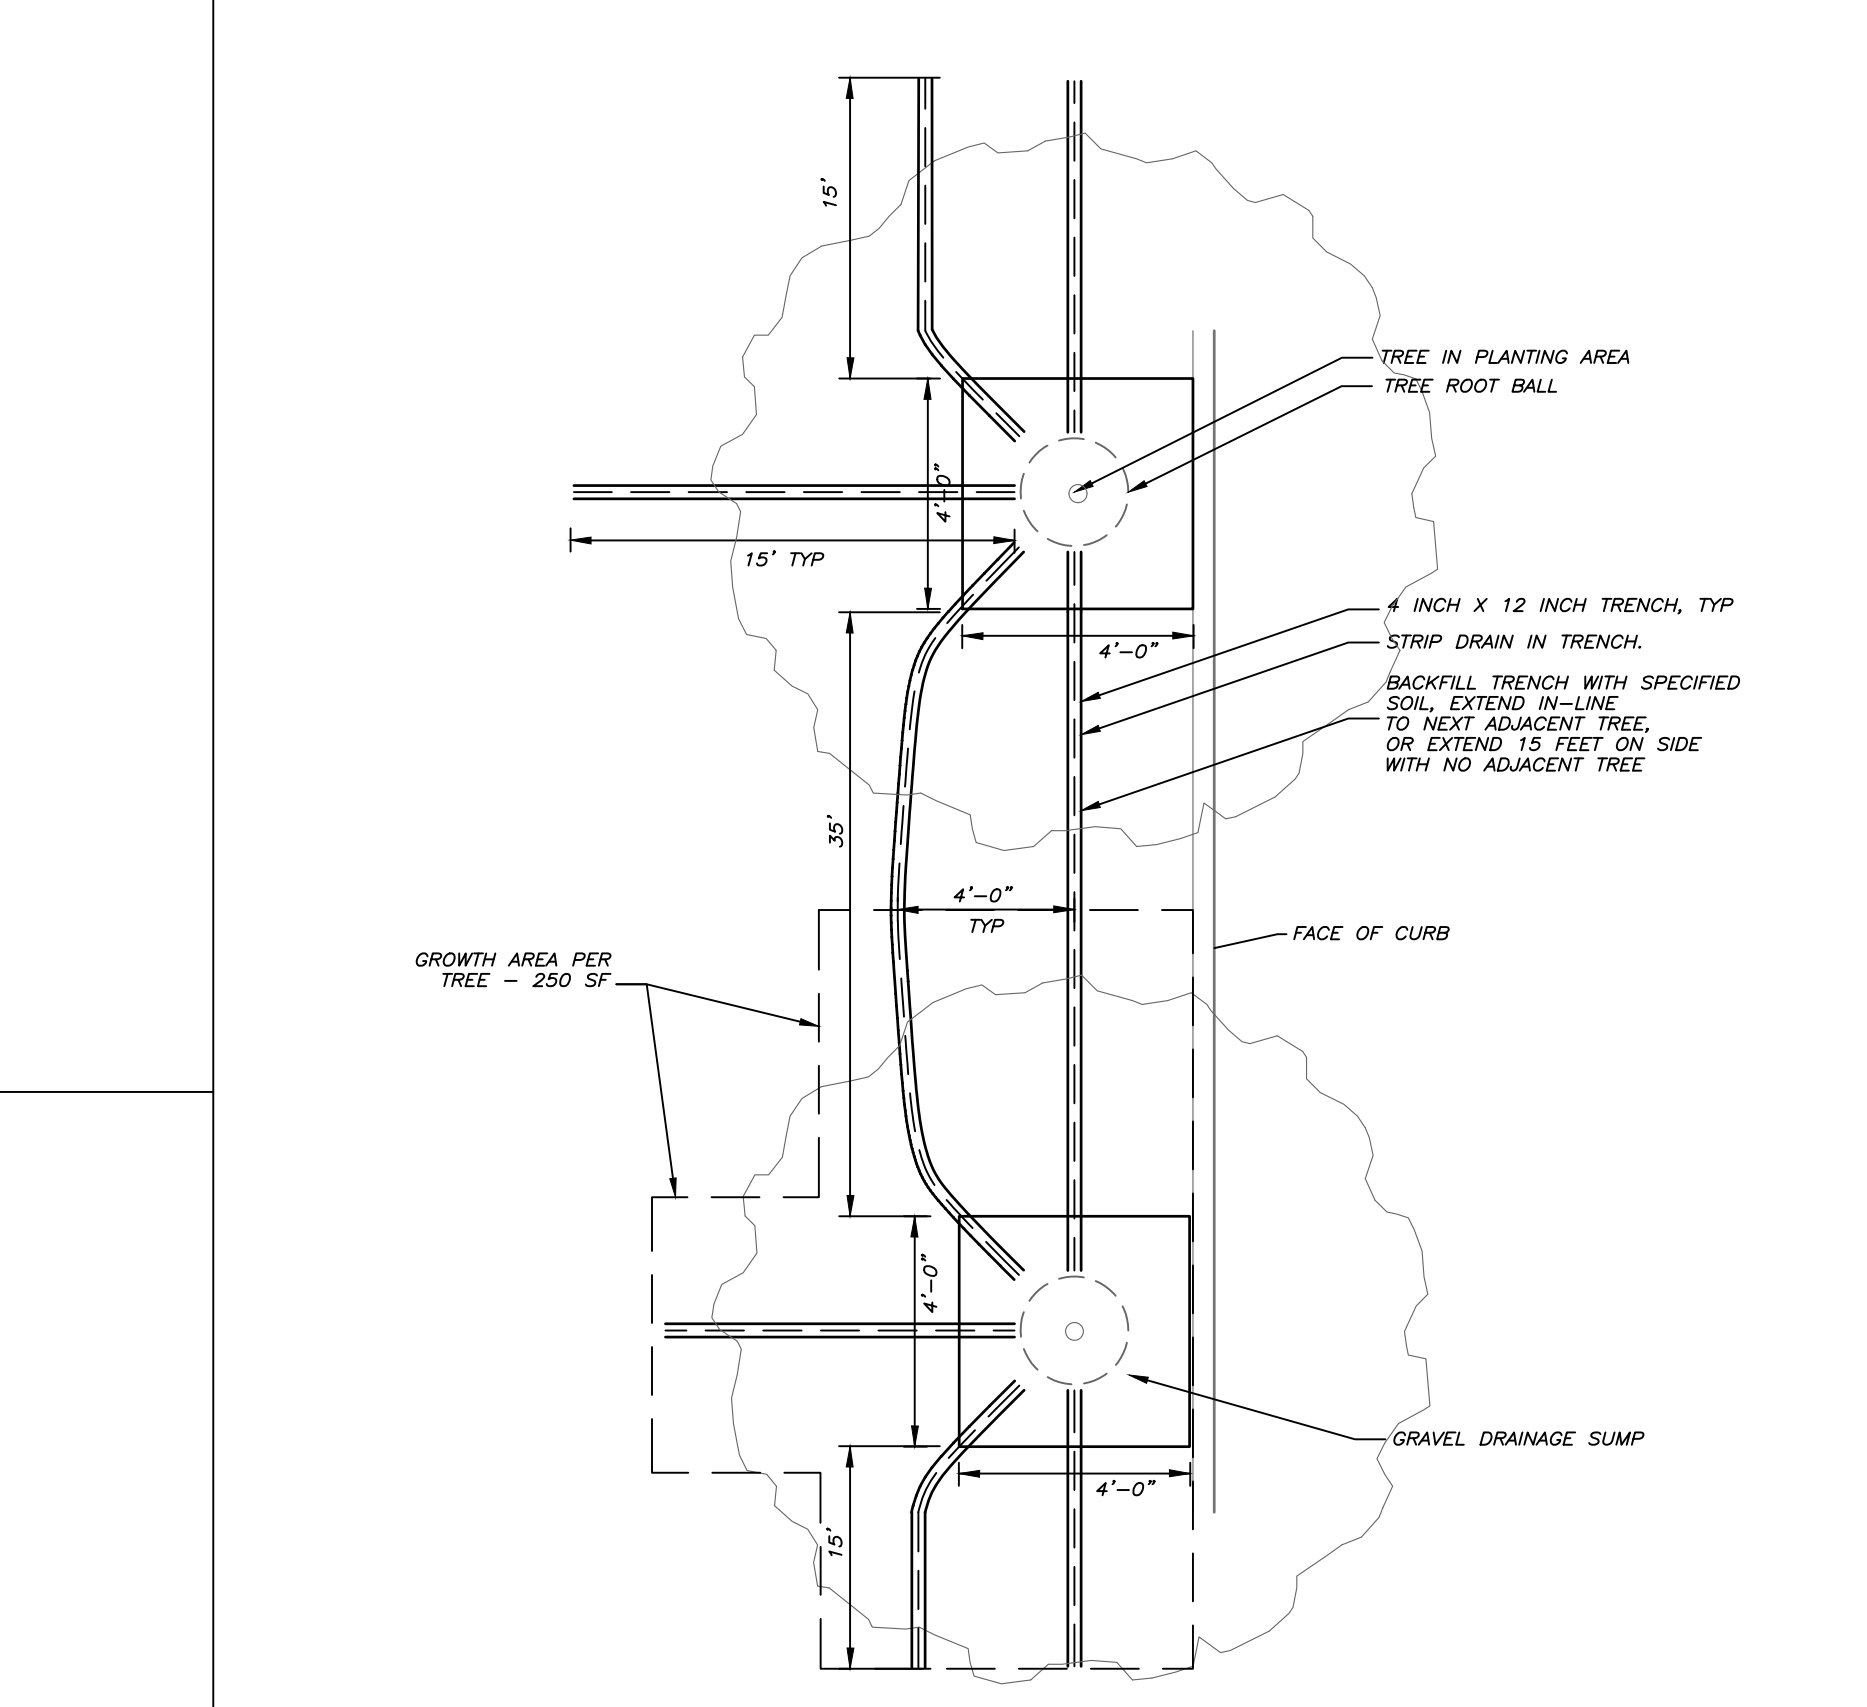 15'
TREE IN PLANTING AREA
TREE ROOT BALL
4'-0"
15' TYP
4 INCH X 12 INCH TRENCH, TYP
STRIP DRAIN IN TRENCH.
4'-0"
BACKFILL TRENCH WITH SPECIFIED
SOIL, EXTEND IN-LINE
TO NEXT ADJACENT TREE,
OR EXTEND 15 FEET ON SIDE
WITH NO ADJACENT TREE
35'
4'-0"
TYP
FACE OF CURB
GROWTH AREA PER
TREE - 250 SF
4'-0"
GRAVEL DRAINAGE SUMP
4'-0"
15'